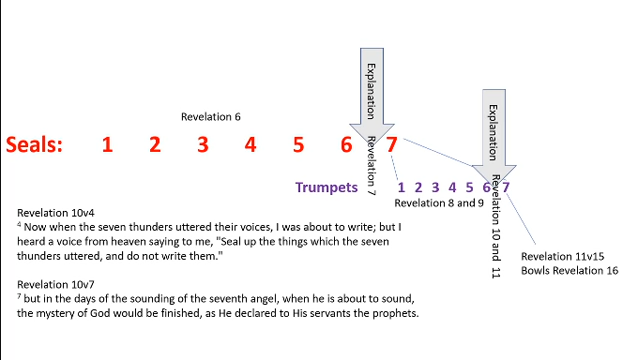 Explanation
Explanation
Revelation 6
Seals: 1 2 3 4 5 6 7
Revelation 7
Trumpets 1 2 3 4 5 6 7
Revelation 8 and 9
Revelation 10 and 11
Revelation 10v4
4 Now when the seven thunders uttered their voices, I was about to write; but I
heard a voice from heaven saying to me, "Seal up the things which the seven
thunders uttered, and do not write them."
Revelation 11v15
Bowls Revelation 16
Revelation 10v7
7 but in the days of the sounding of the seventh angel, when he is about to sound,
the mystery of God would be finished, as He declared to His servants the prophets.